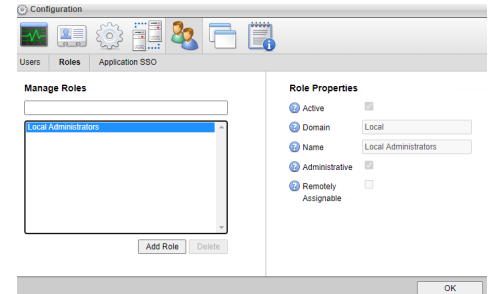 Configuration
Users Roles Application SSO
Manage Roles
Local Administrators
Add Role Delete
Role Properties
Active
Domain Local
Name Local Administrators
Administrative
Remotely
Assignable
OK